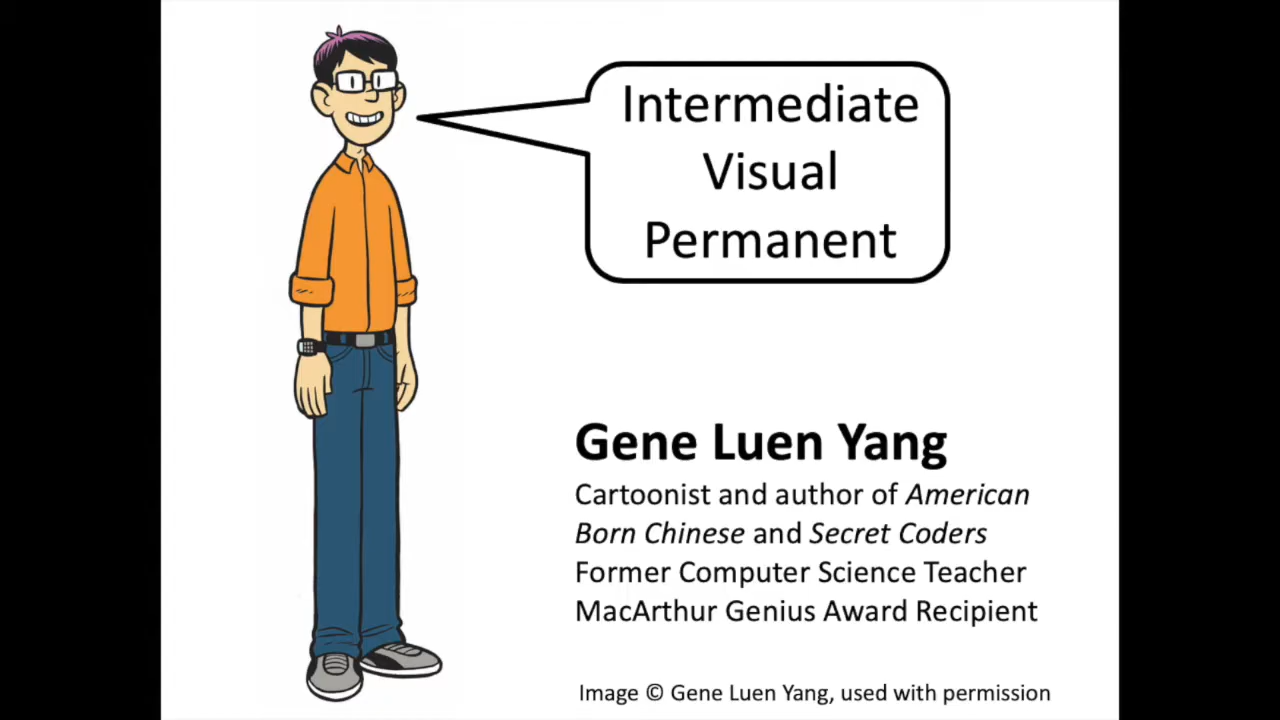 Intermediate
Visual
Permanent
Gene Luen Yang
Cartoonist and author of American
Born Chinese and Secret Coders
Former Computer Science Teacher
MacArthur Genius Award Recipient
Image © Gene Luen Yang, used with permission